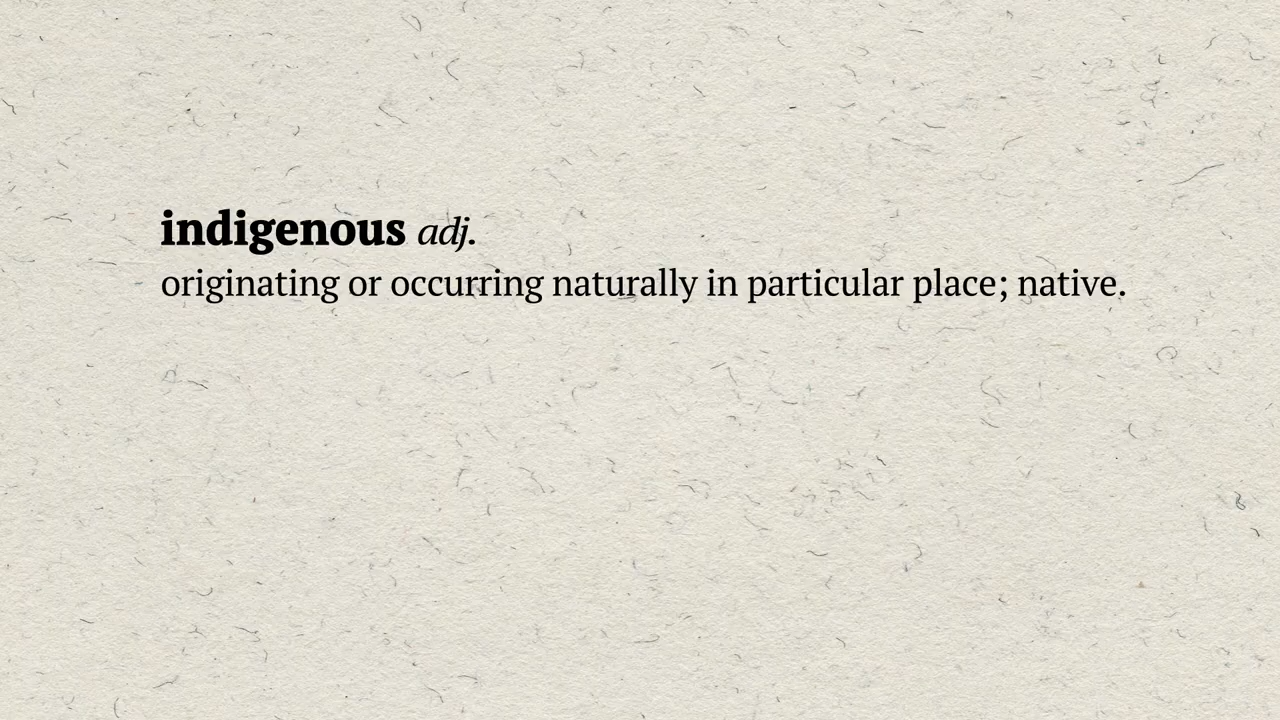 indigenous adj.
originating or occurring naturally in particular place; native.